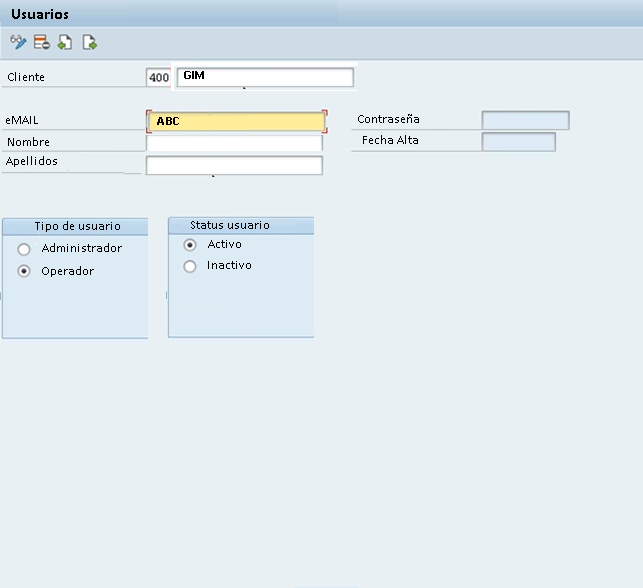 Usuarios
Cliente 400 GIM
eMAIL ABC Contraseña
Nombre Fecha Alta
Apellidos
Tipo de usuario Status usuario
Administrador Activo
Operador Inactivo